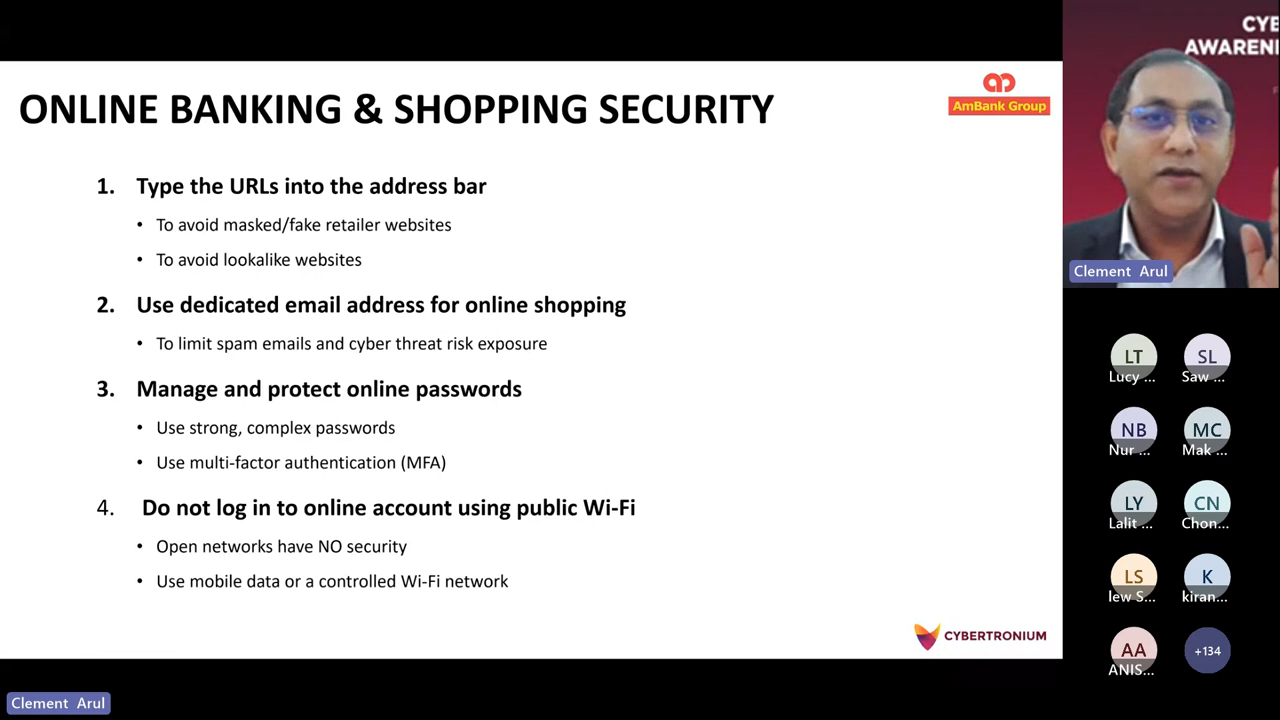 CYBE
AWARENE
ONLINE BANKING & SHOPPING SECURITY
AmBank Group
1. Type the URLs into the address bar
• To avoid masked/fake retailer websites
• To avoid lookalike websites
2. Use dedicated email address for online shopping
• To limit spam emails and cyber threat risk exposure
3. Manage and protect online passwords
• Use strong, complex passwords
• Use multi-factor authentication (MFA)
4. Do not log in to online account using public Wi-Fi
• Open networks have NO security
• Use mobile data or a controlled Wi-Fi network
CYBERTRONIUM
Clement Arul
LT SL
Lucy ... Saw ...
NB MC
Nur ... Mak ...
LY CN
Lalit ... Chon...
LS K
lew S... kiran...
AA +134
ANIS...
Clement Arul